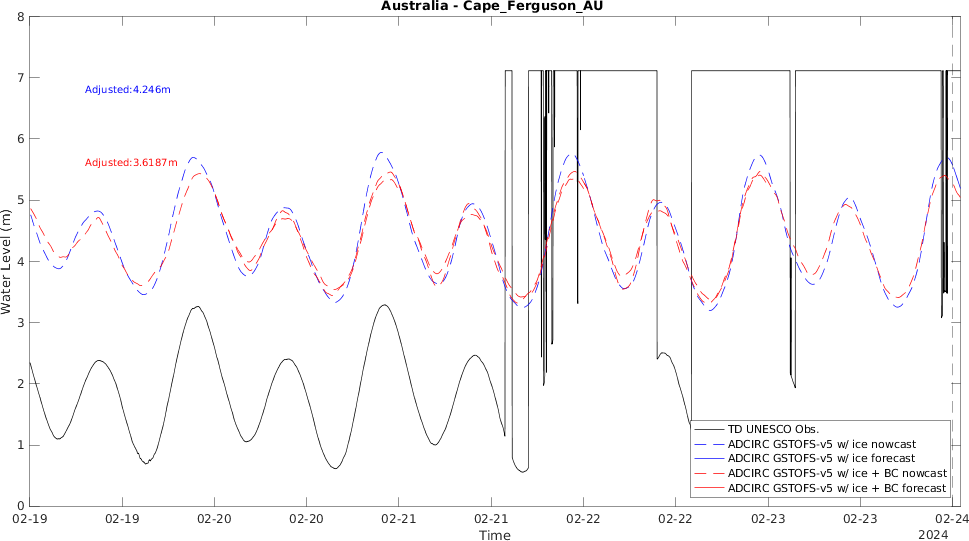 Australia - Cape_Ferguson_AU
8
7
6
5
4
3
2
1
0
Water Level (m)
Adjusted:4.246m
Adjusted:3.6187m
TD UNESCO Obs.
ADCIRC GSTOFS-v5 w/ ice nowcast
ADCIRC GSTOFS-v5 w/ ice forecast
ADCIRC GSTOFS-v5 w/ ice + BC nowcast
ADCIRC GSTOFS-v5 w/ ice + BC forecast
02-19 02-19 02-20 02-20 02-21 02-21 02-22 02-22 02-23 02-23 02-24
Time
2024